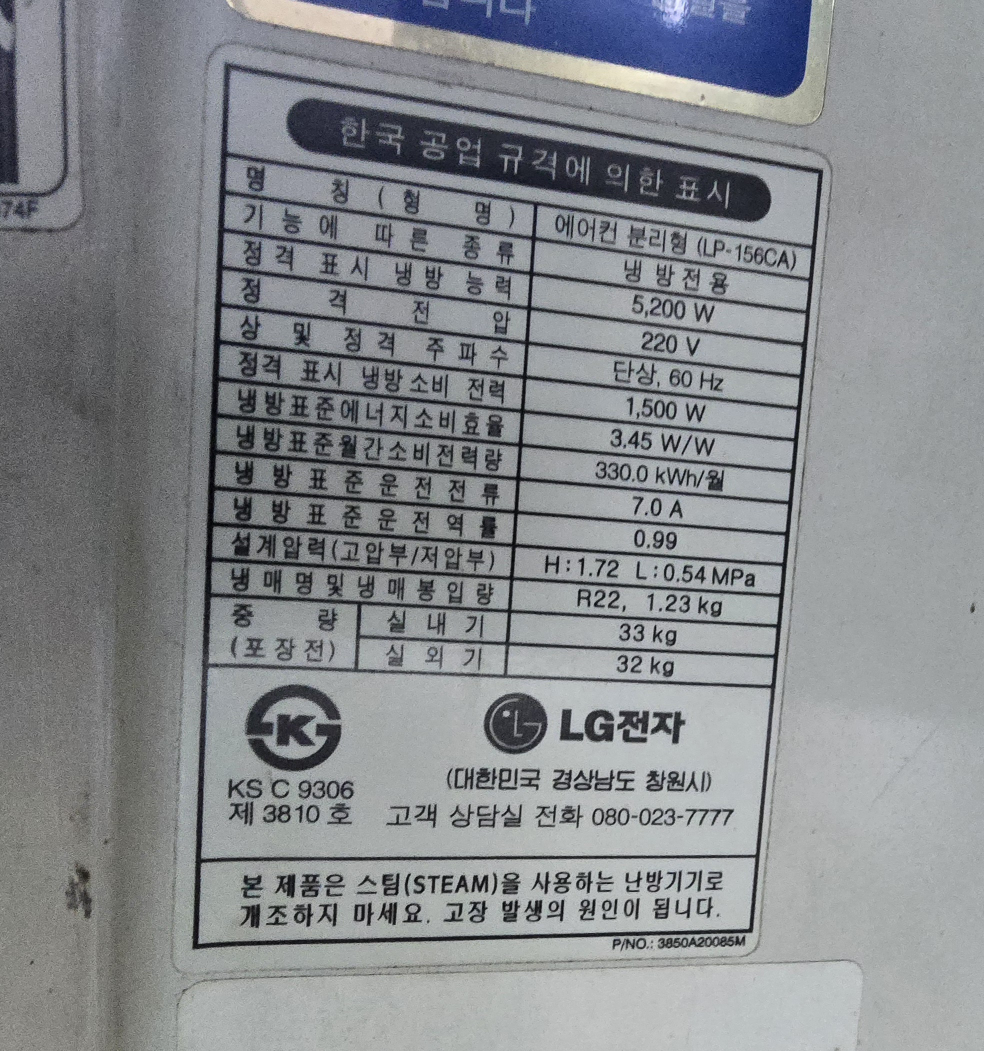 니다
74F
한국 공업 규격에 의한 표시
명 칭 (형 명) 에어컨 분리형 (LP-156CA)
기능에 따른 종류 냉방전용
정격 표시 냉방 능력 5,200 W
정격 전압 220 V
상 및 정격 주파수 단상, 60 Hz
정격 표시 냉방소비 전력 1,500 W
냉방표준에너지소비효율 3.45 W/W
냉방표준월간소비전력량 330.0 kWh/월
냉방표준운전전류 7.0 A
냉방표준운전역률 0.99
설계압력(고압부/저압부) H:1.72 L:0.54 MPa
냉매명및냉매봉입량 R22, 1.23 kg
중 량 (포장전) 실내기 33 kg
실외기 32 kg
K
LG전자
KS C 9306
(대한민국 경상남도 창원시)
제 3810 호
고객 상담실 전화 080-023-7777
본 제품은 스팀(STEAM)을 사용하는 난방기기로
개조하지 마세요. 고장 발생의 원인이 됩니다.
P/NO.: 3850A20085M